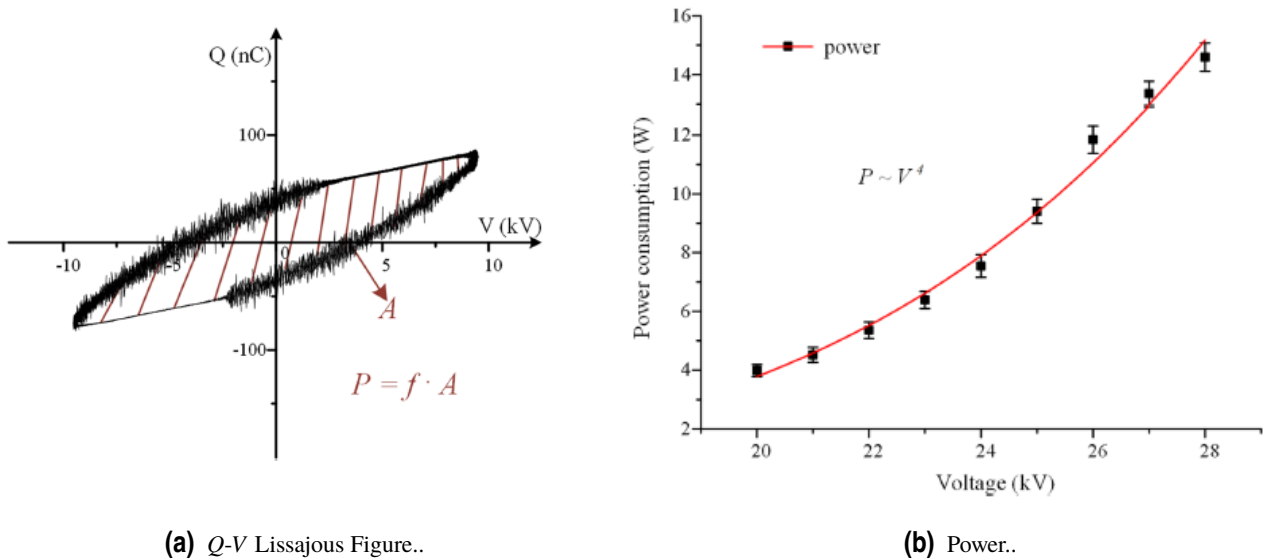 Q (nC)
100
V (kV)
-10
-5
0
5
10
A
-100
P = f · A
16
14
12
10
8
6
4
2
power
P ~ V⁴
Power consumption (W)
20
22
24
26
28
Voltage (kV)
(a) Q-V Lissajous Figure..
(b) Power..